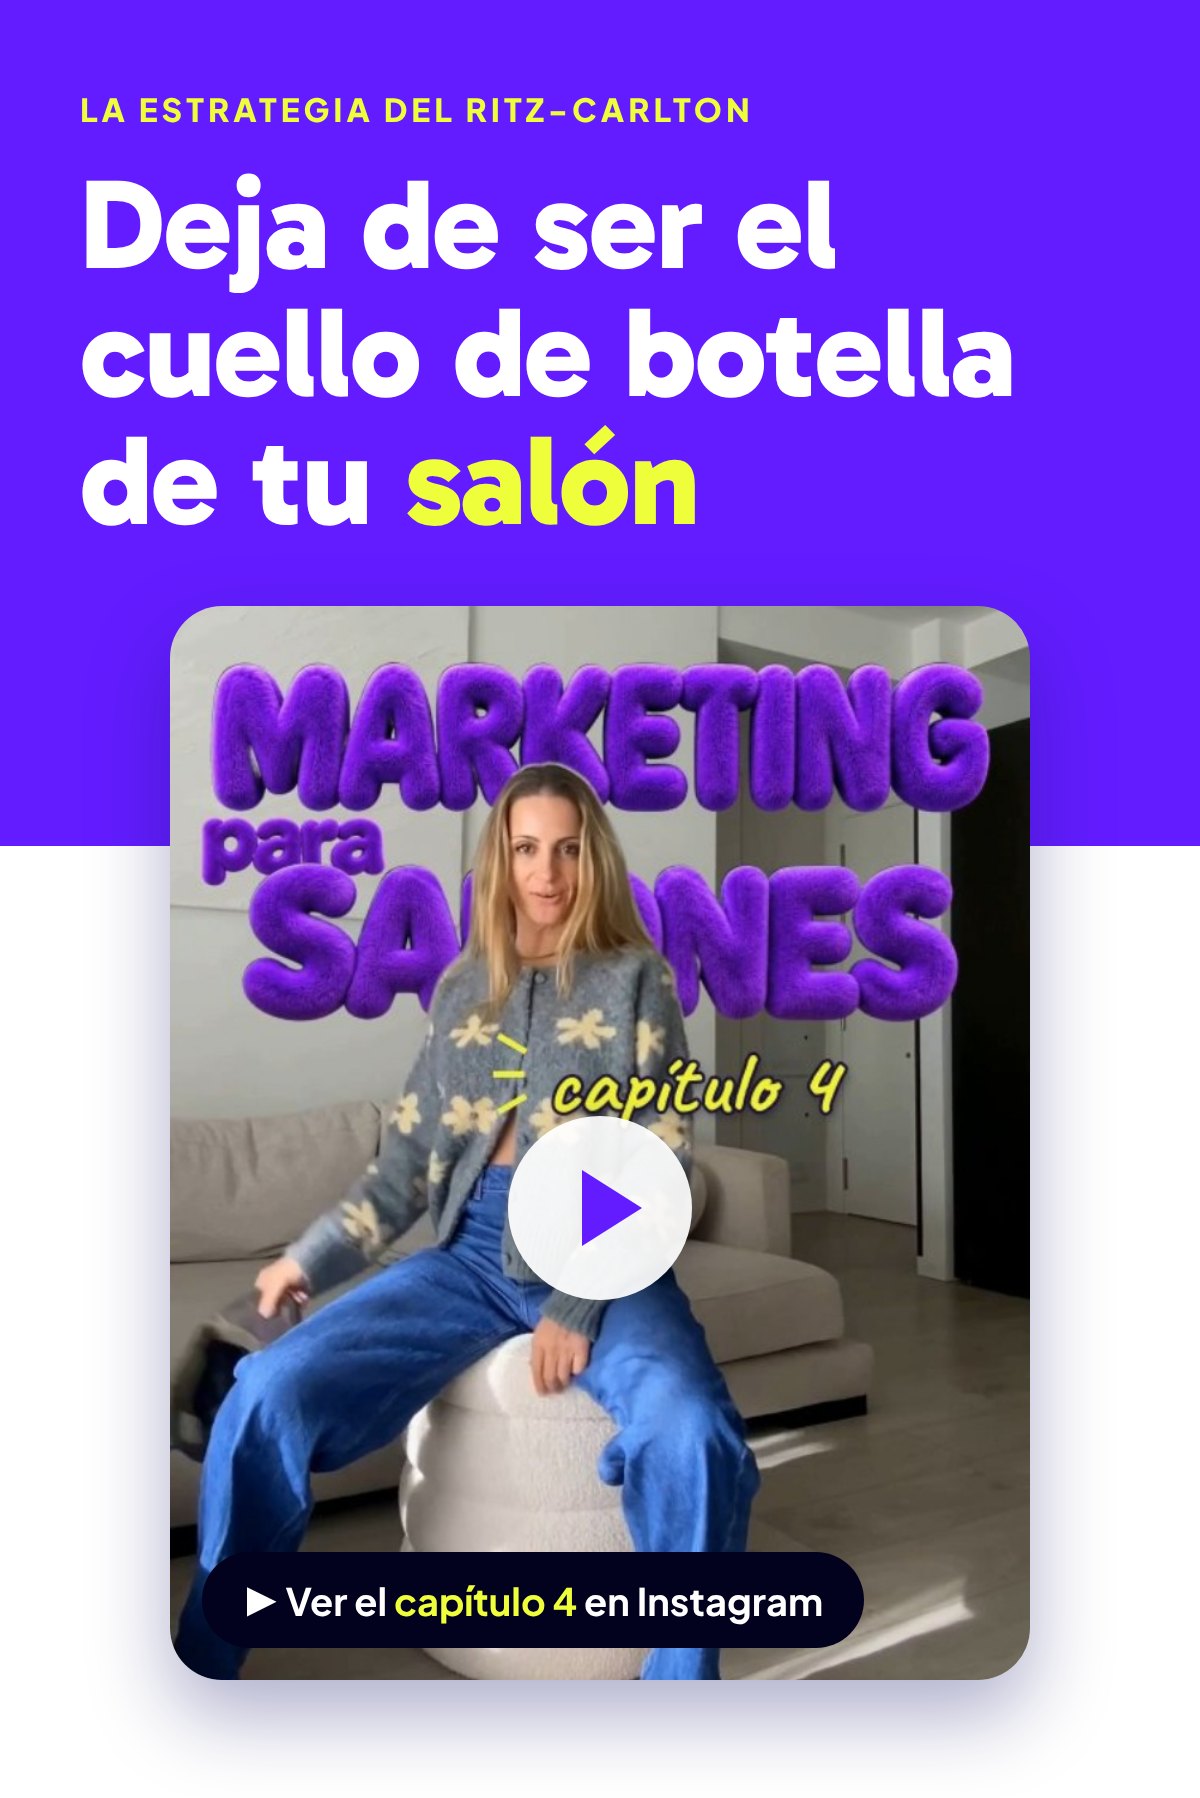 LA ESTRATEGIA DEL RITZ-CARLTON
Deja de ser el
cuello de botella
de tu salón
MARKETING
para
SALONES
capítulo 4
▶ Ver el capítulo 4 en Instagram